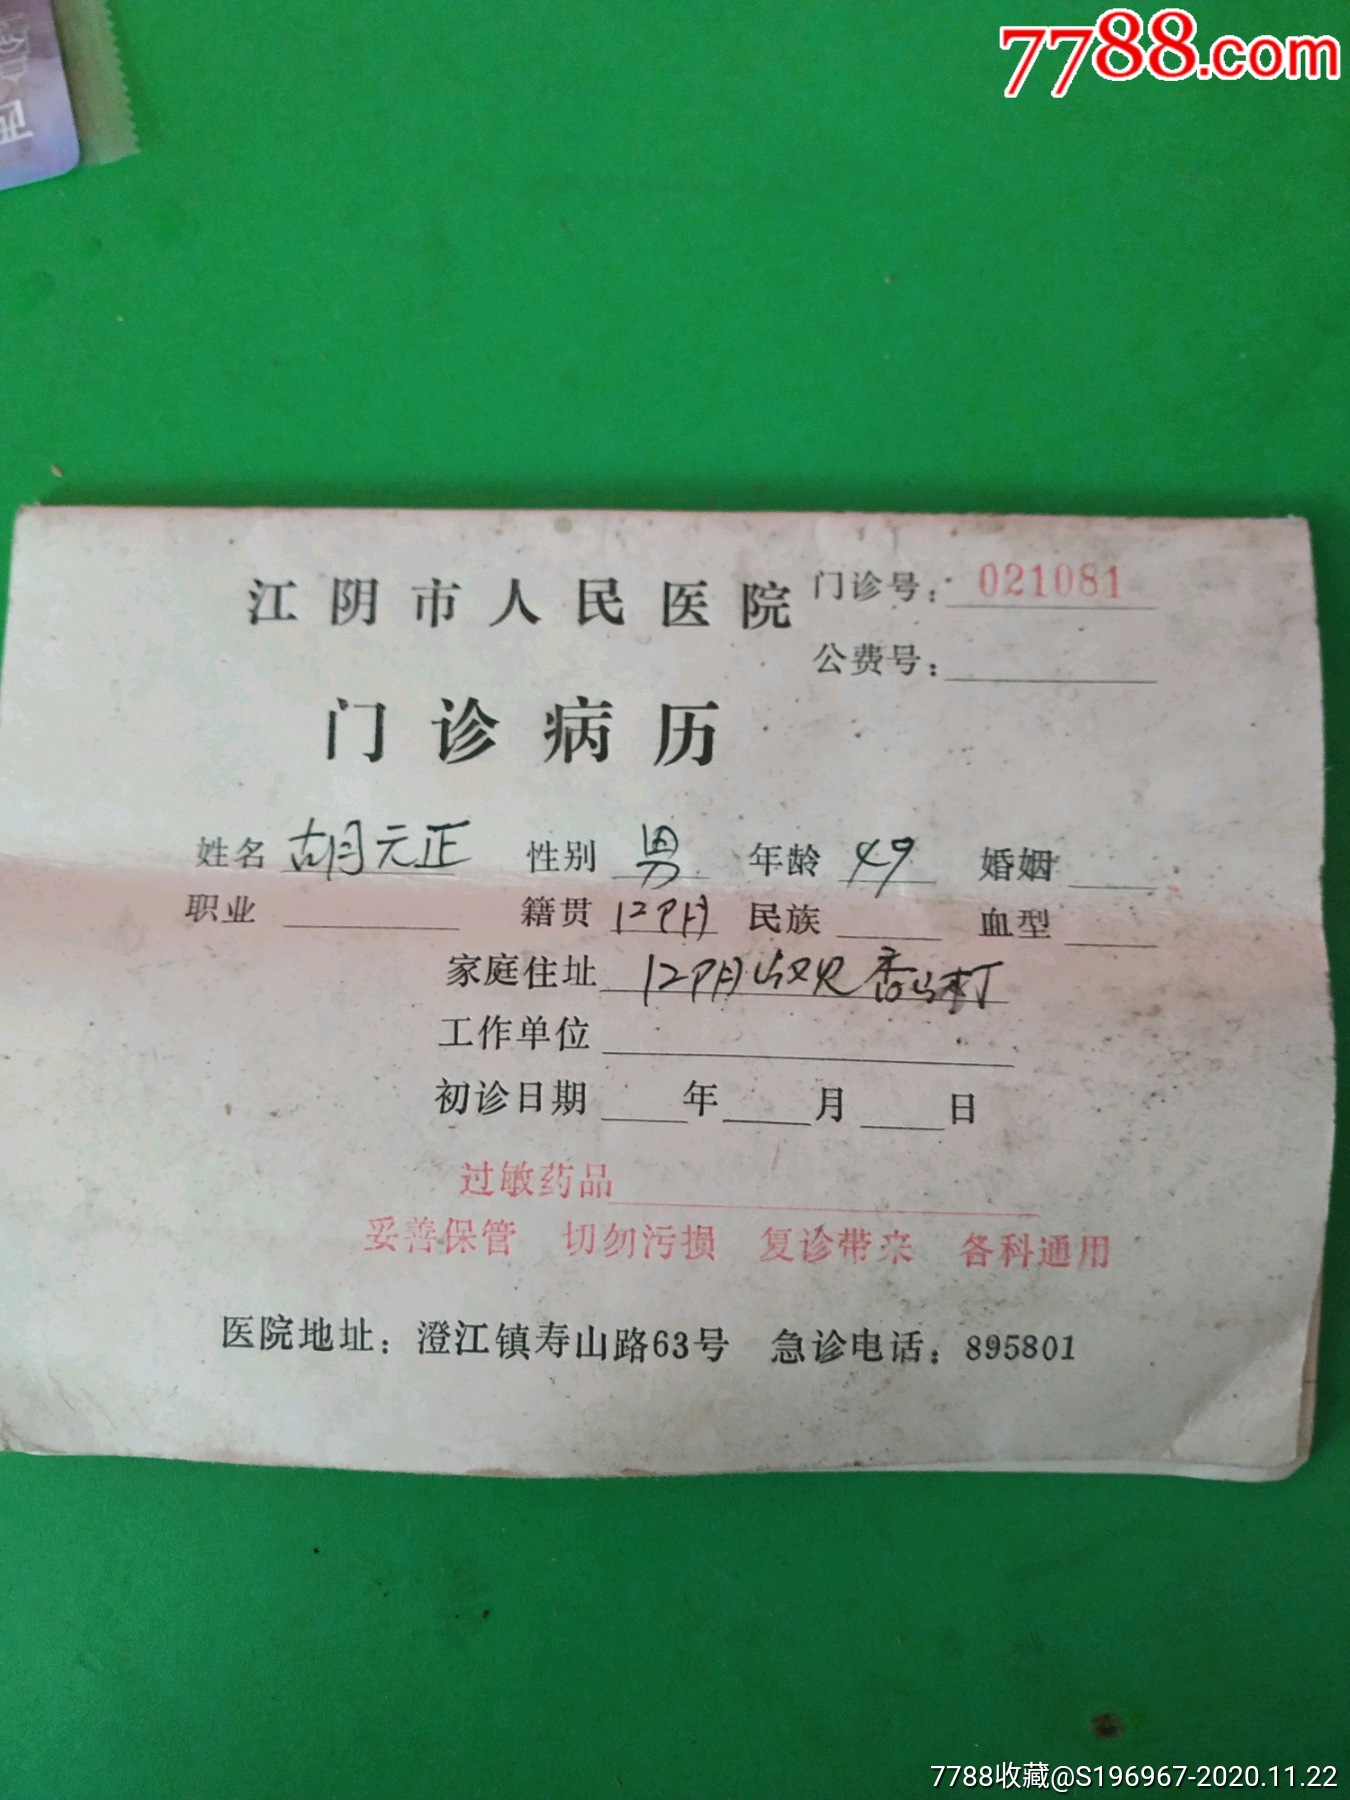 7788.com
江阴市人民医院
门诊号：021081
公费号：
门诊病历
姓名 胡元正 性别 男 年龄 49 婚姻
职业 籍贯 江阴 民族 血型
家庭住址 江阴 香山村
工作单位
初诊日期 年 月 日
过敏药品
妥善保管 切勿污损 复诊带来 各科通用
医院地址：澄江镇寿山路63号 急诊电话：895801
7788收藏@S196967-2020.11.22